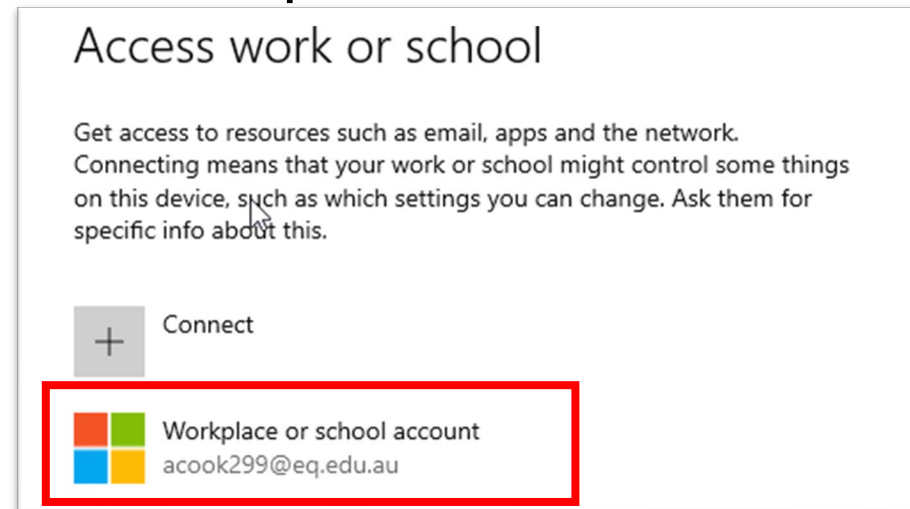 Access work or school
Get access to resources such as email, apps and the network.
Connecting means that your work or school might control some things
on this device, such as which settings you can change. Ask them for
specific info about this.
Connect
Workplace or school account
acook299@eq.edu.au